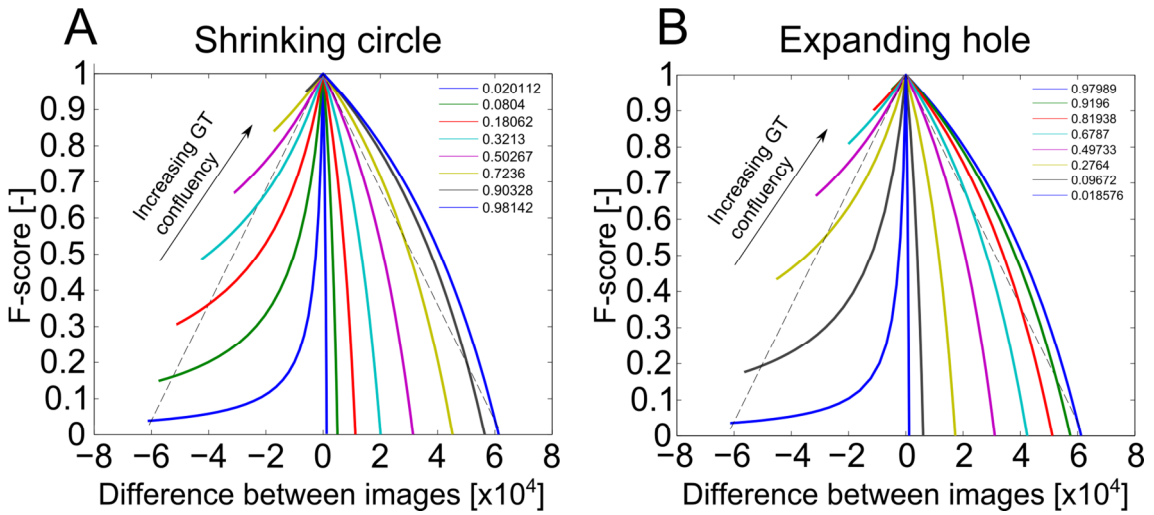 A
Shrinking circle
F-score [-]
1
0.9
0.8
0.7
0.6
0.5
0.4
0.3
0.2
0.1
0
Increasing GT
confluency
0.020112
0.0804
0.18062
0.3213
0.50267
0.7236
0.90328
0.98142
−8 −6 −4 −2 0 2 4 6 8
Difference between images [x10⁴]
B
Expanding hole
F-score [-]
1
0.9
0.8
0.7
0.6
0.5
0.4
0.3
0.2
0.1
0
Increasing GT
confluency
0.97989
0.9196
0.81938
0.6787
0.49733
0.2764
0.09672
0.018576
−8 −6 −4 −2 0 2 4 6 8
Difference between images [x10⁴]